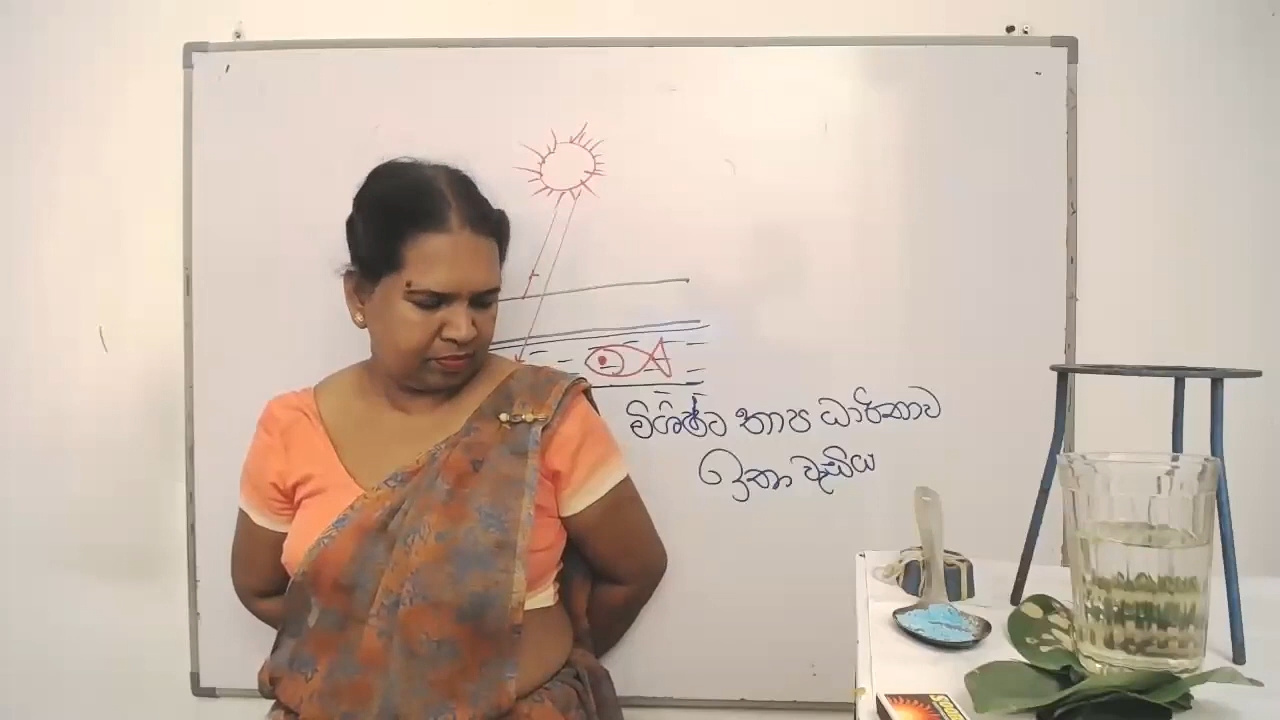 විශිෂ්ට තාප ධාරිතාව
ඉතා වැඩිය